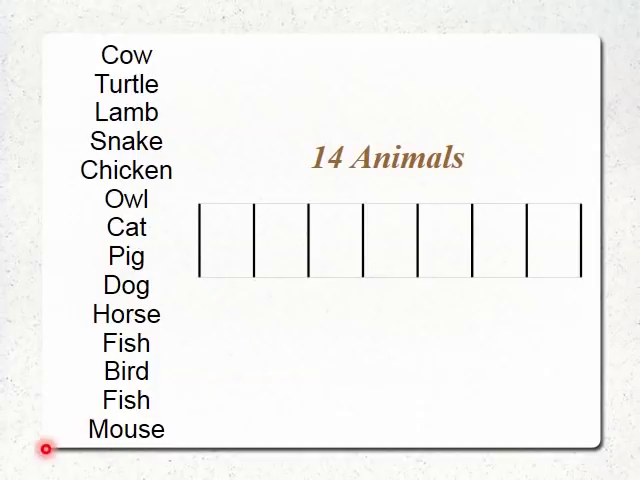 Cow
Turtle
Lamb
Snake
Chicken
Owl
Cat
Pig
Dog
Horse
Fish
Bird
Fish
Mouse
14 Animals